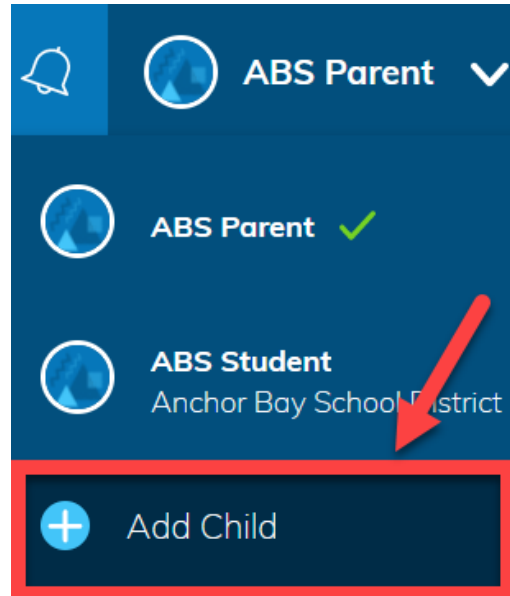 ABS Parent
ABS Parent
ABS Student
Anchor Bay School District
Add Child